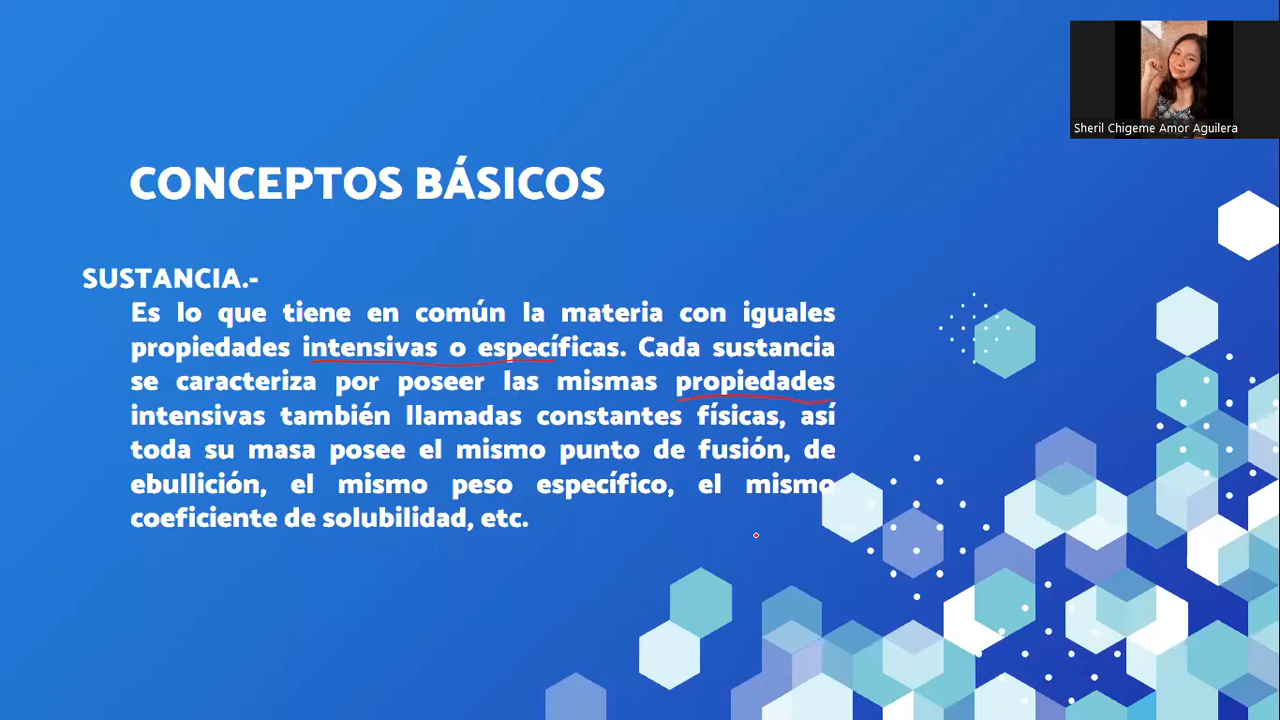 Sheril Chigeme Amor Aguilera
CONCEPTOS BÁSICOS
SUSTANCIA.-
Es lo que tiene en común la materia con iguales
propiedades intensivas o específicas. Cada sustancia
se caracteriza por poseer las mismas propiedades
intensivas también llamadas constantes físicas, así
toda su masa posee el mismo punto de fusión, de
ebullición, el mismo peso específico, el mismo
coeficiente de solubilidad, etc.